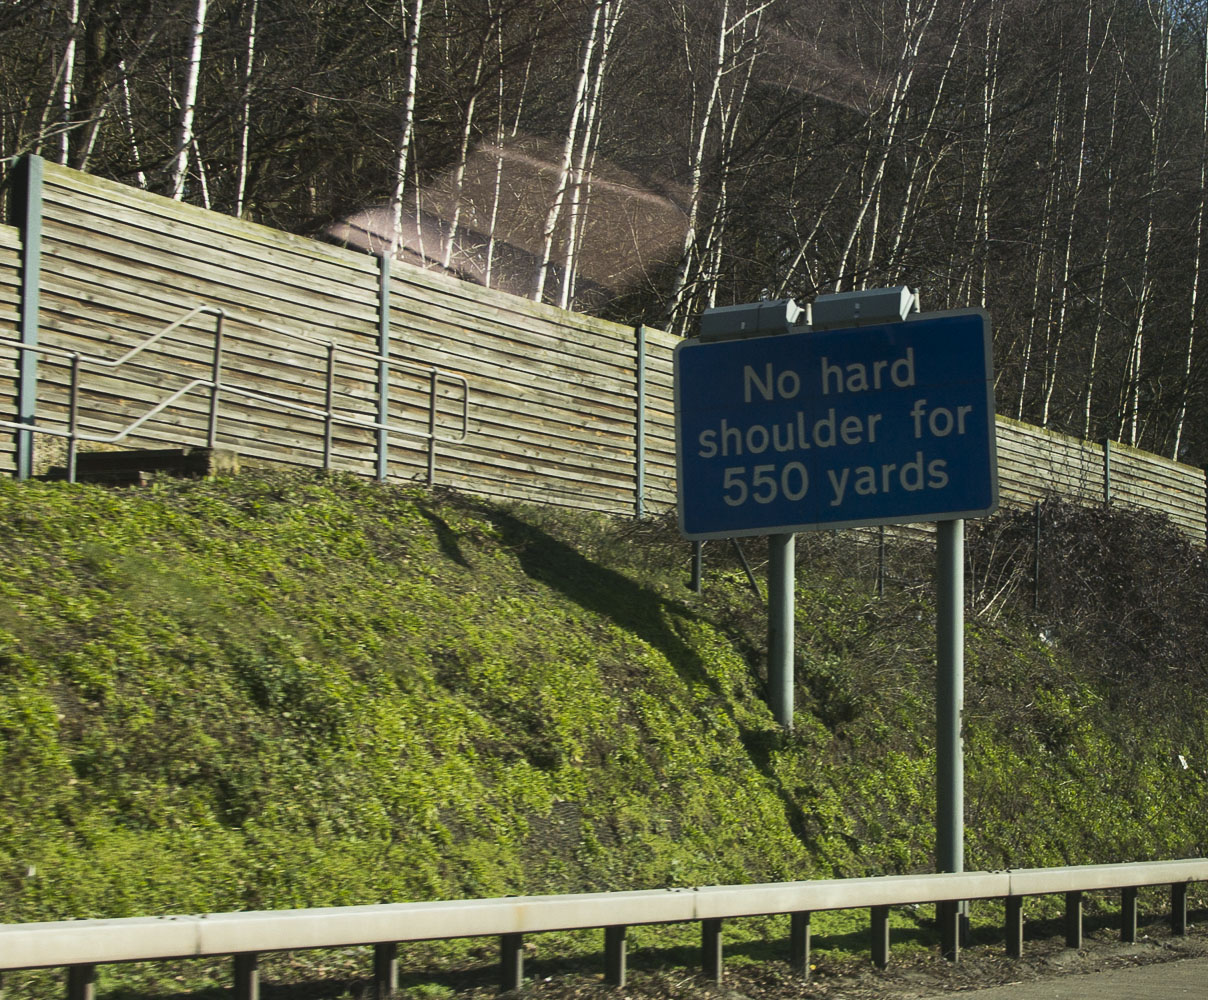 No hard
shoulder for
550 yards